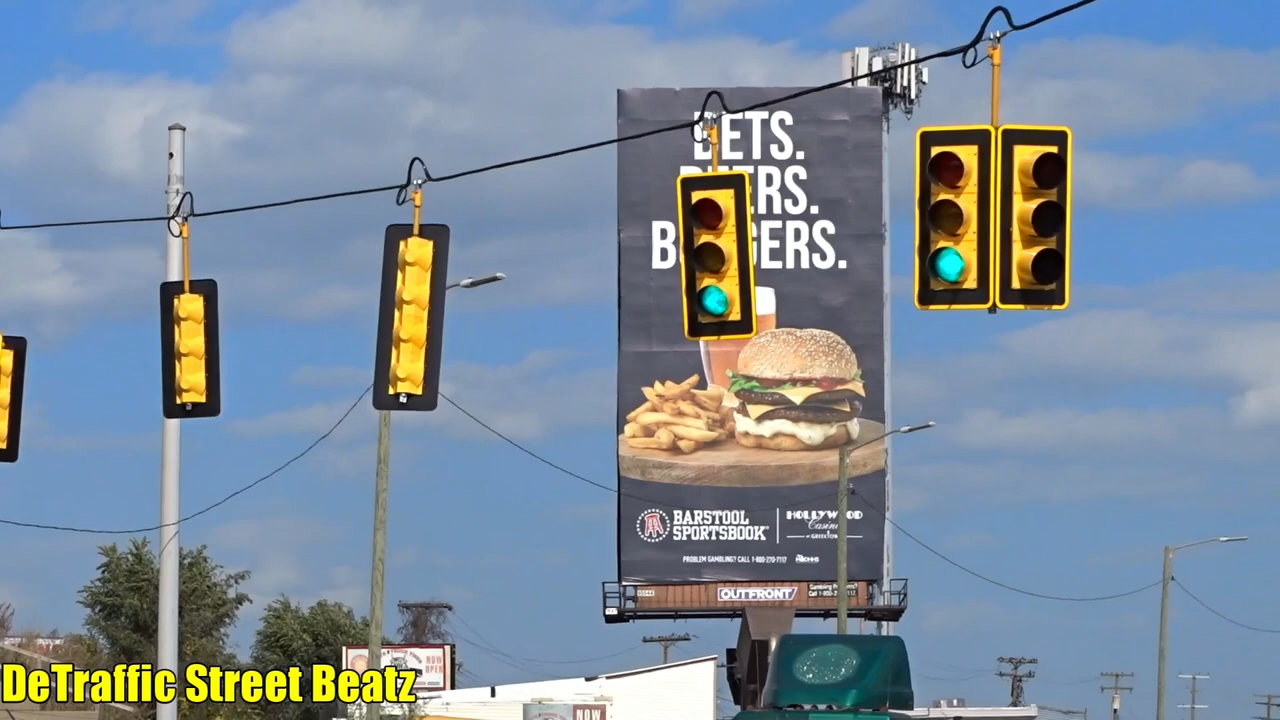 BETS.
BEERS.
BURGERS.
BARSTOOL
SPORTSBOOK
HOLLYWOOD
Casino
GREEKTOWN
PROBLEM GAMBLING? CALL 1-800-270-7117
OUTFRONT
NOW
OPEN
NOW
DeTraffic Street Beatz